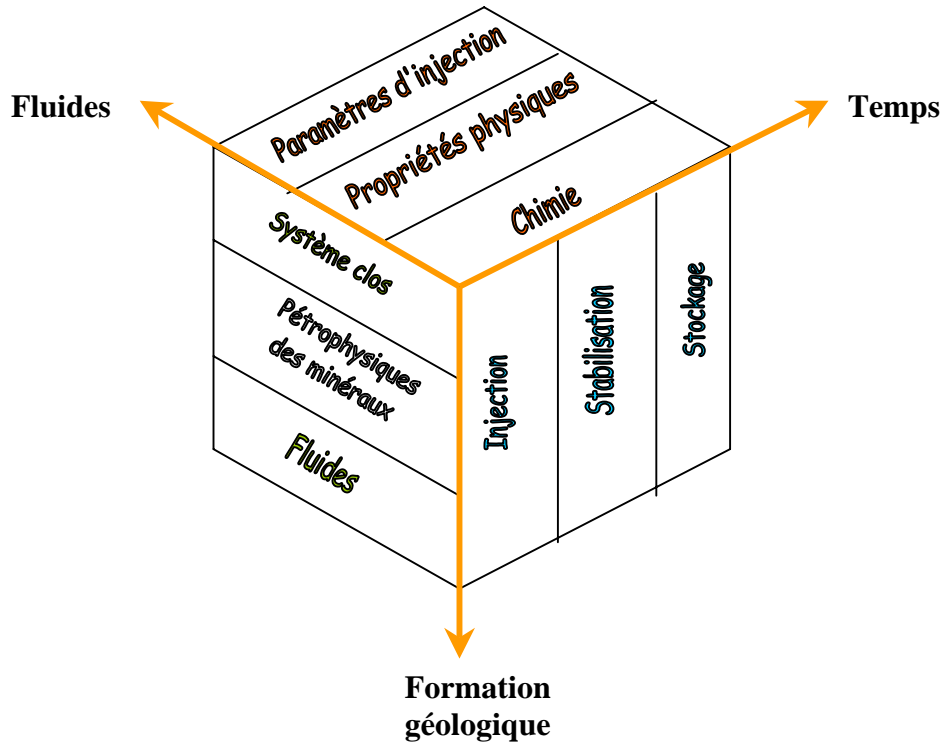 Paramètres d'injection
Fluides
Temps
Propriétés physiques
Chimie
Système clos
Pétrophysiques
des minéraux
Fluides
Injection
Stabilisation
Stockage
Formation
géologique